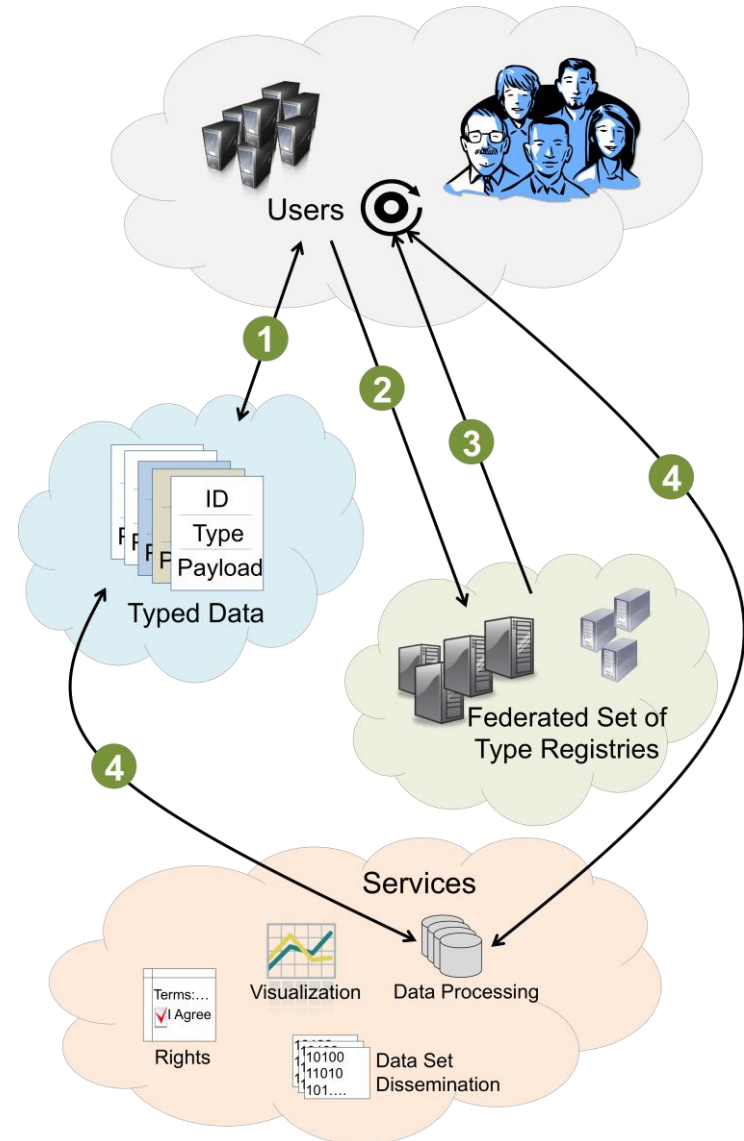 Users
1
2
3
4
ID
Type
Payload
Typed Data
Federated Set of
Type Registries
4
Services
Terms:...
I Agree
Rights
Visualization
Data Processing
10100
11010
101....
Data Set
Dissemination